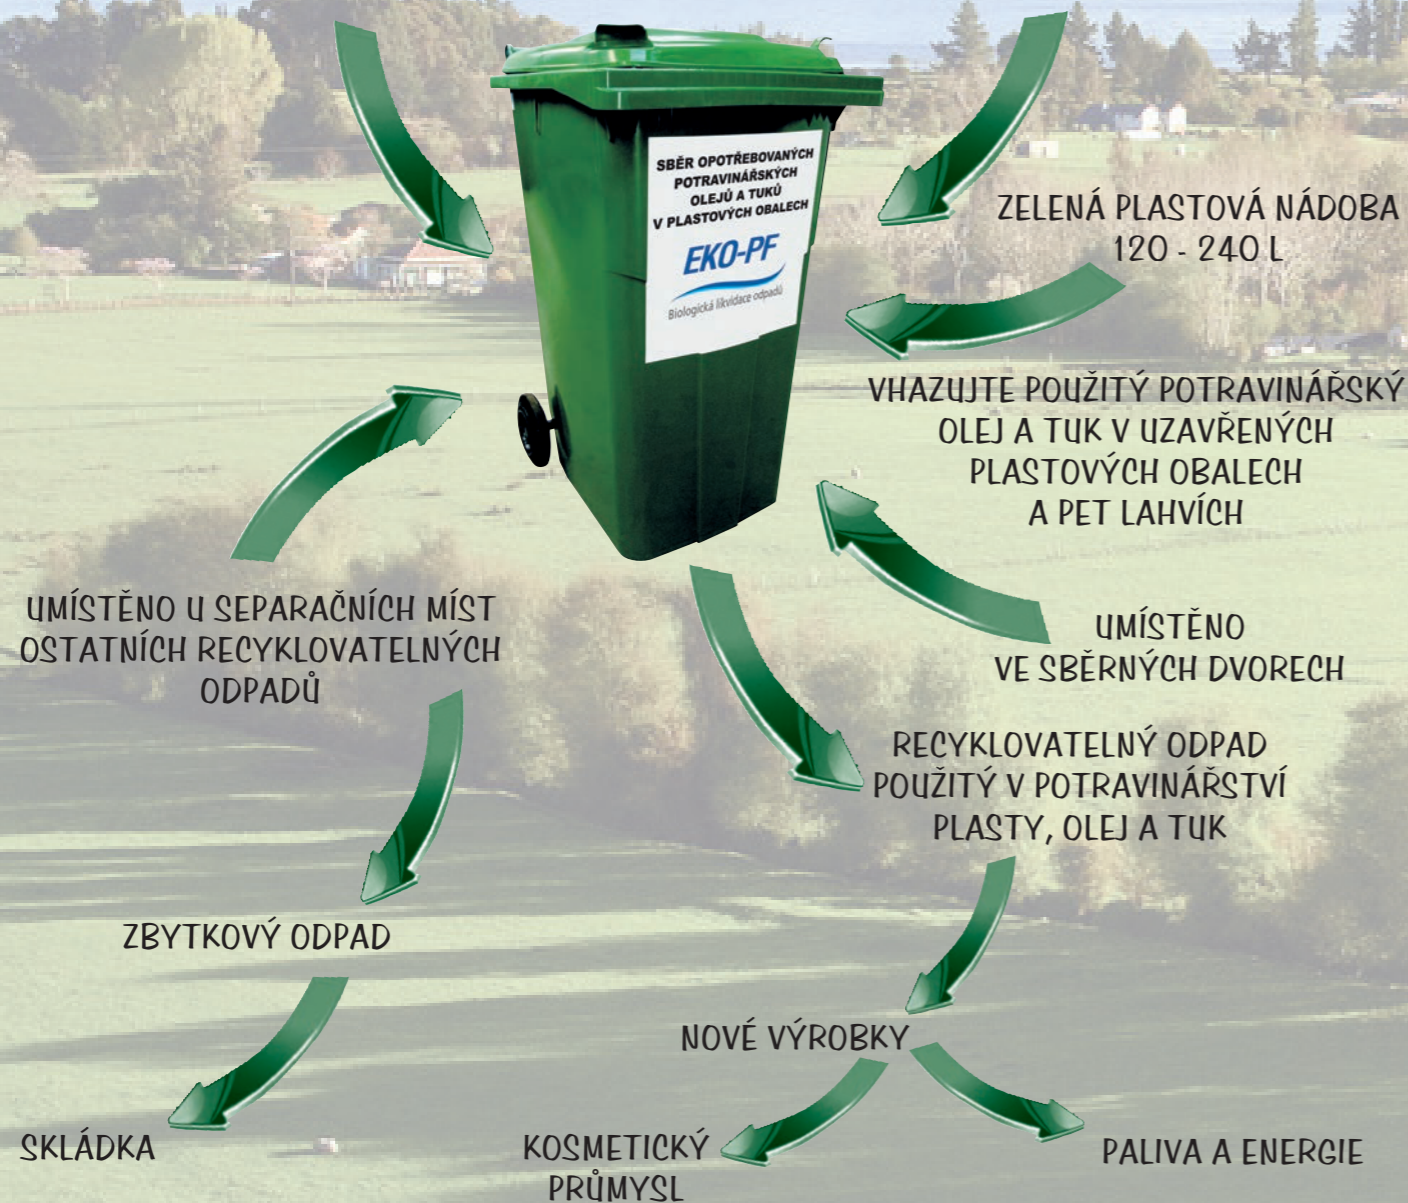 SBĚR OPOTŘEBOVANÝCH
POTRAVINÁŘSKÝCH
OLEJŮ A TUKŮ
V PLASTOVÝCH OBALECH
EKO-PF
Biologická likvidace odpadů
ZELENÁ PLASTOVÁ NÁDOBA
120 - 240 L
VHAZUJTE POUŽITÝ POTRAVINÁŘSKÝ
OLEJ A TUK V UZAVŘENÝCH
PLASTOVÝCH OBALECH
A PET LAHVÍCH
UMÍSTĚNO U SEPARAČNÍCH MÍST
OSTATNÍCH RECYKLOVATELNÝCH
ODPADŮ
UMÍSTĚNO
VE SBĚRNÝCH DVORECH
RECYKLOVATELNÝ ODPAD
POUŽITÝ V POTRAVINÁŘSTVÍ
PLASTY, OLEJ A TUK
ZBYTKOVÝ ODPAD
NOVÉ VÝROBKY
SKLÁDKA
KOSMETICKÝ
PRŮMYSL
PALIVA A ENERGIE